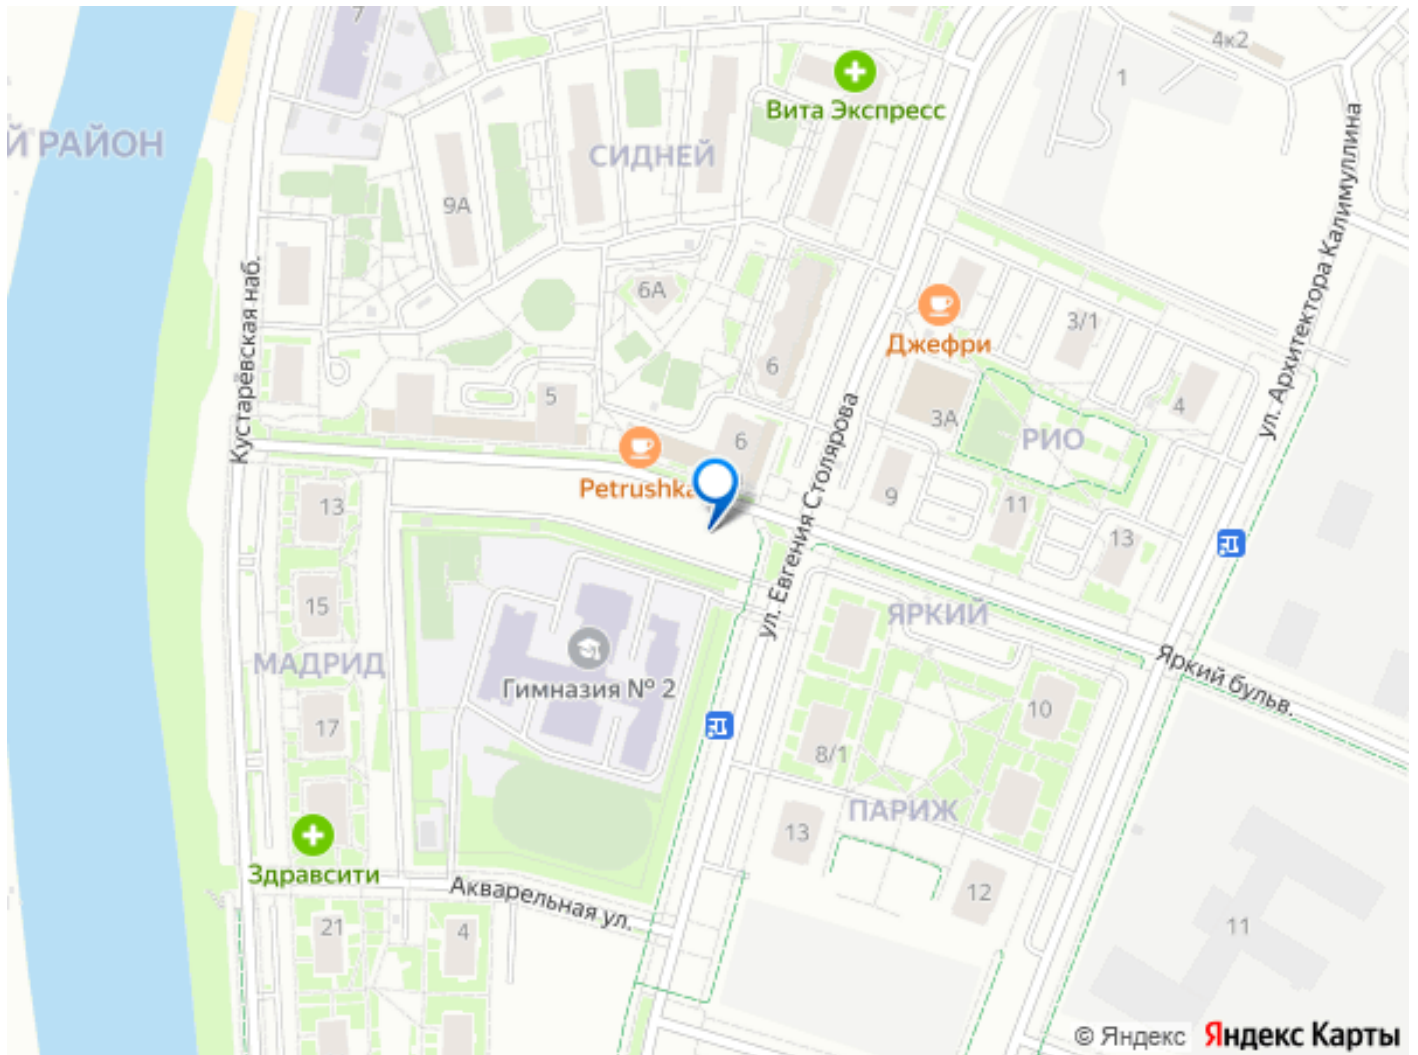 7
4к2
1
Вита Экспресс
Й РАЙОН
СИДНЕЙ
9А
ул. Архитектора Калимуллина
Кустарёвская наб.
6А
3/1
Джефри
6
5
4
3А
РИО
6
ул. Евгения Столярова
Petrushka
9
11
13
13
15
ЯРКИЙ
МАДРИД
Яркий бульв.
Гимназия № 2
17
10
8/1
ПАРИЖ
13
Здравсити
Акварельная ул.
12
21
4
11
© Яндекс Яндекс Карты